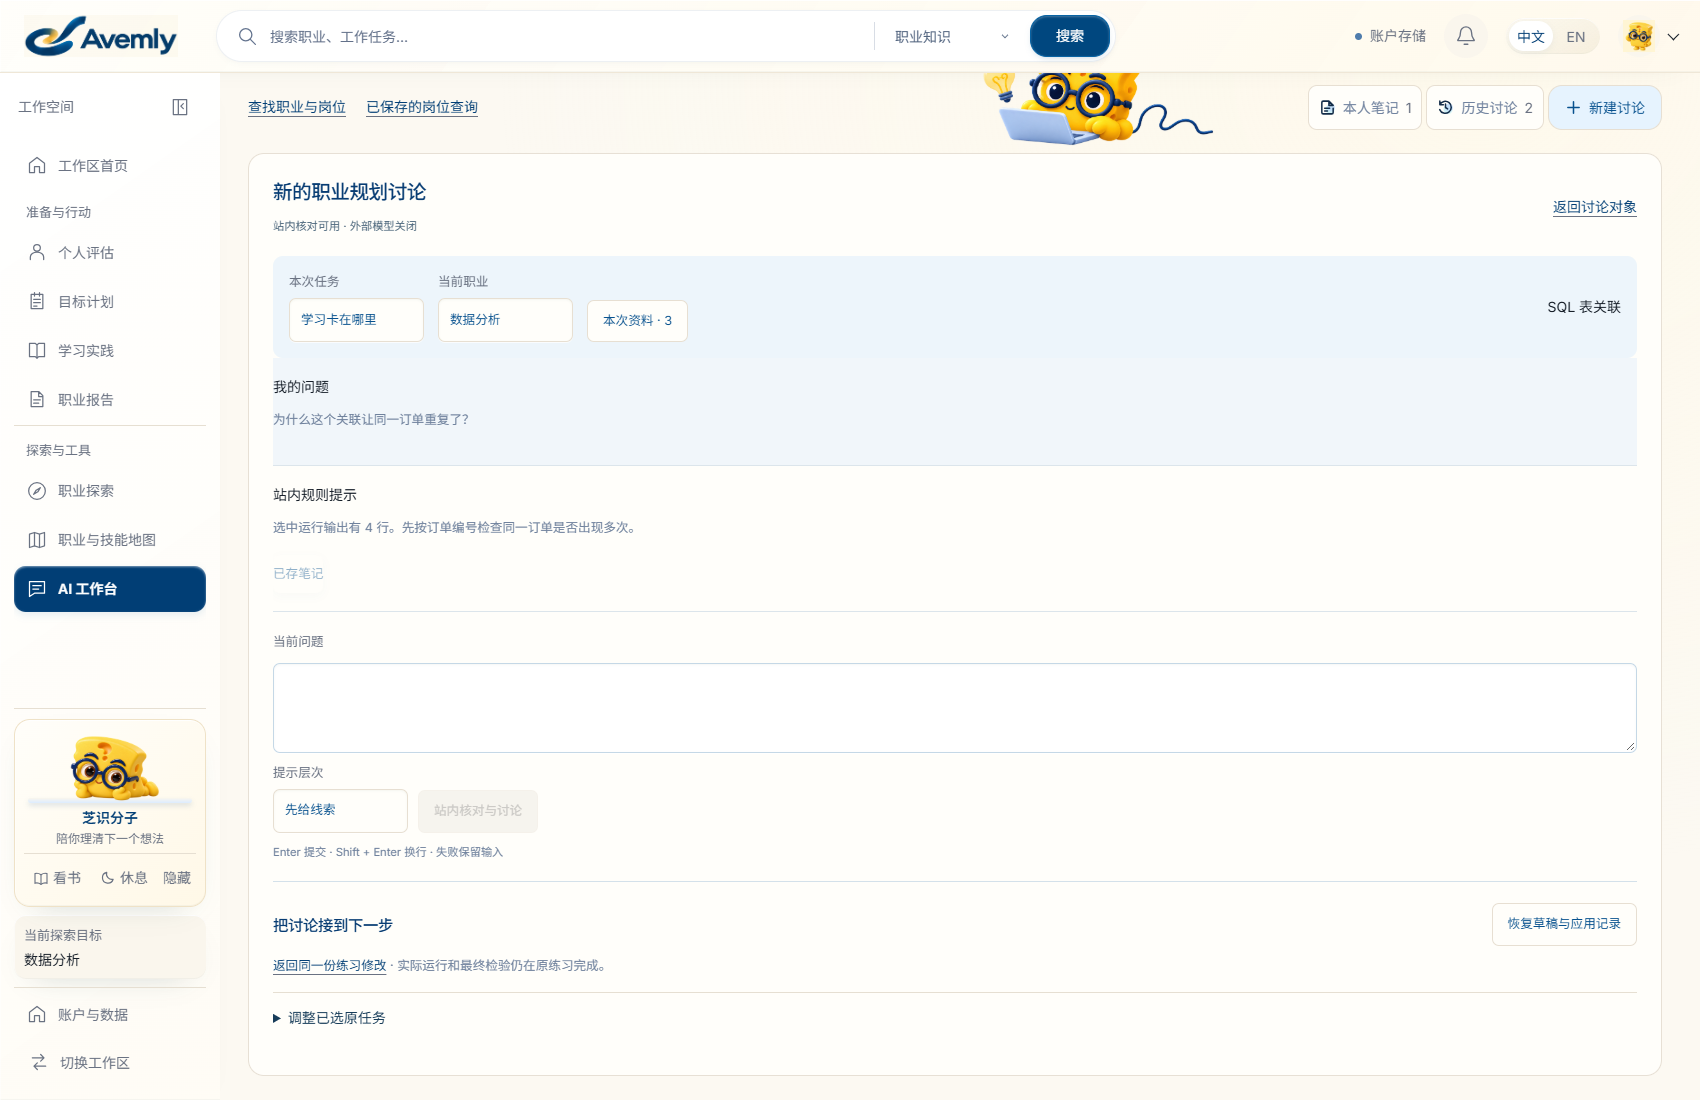 Avemly
搜索职业、工作任务...
职业知识
搜索
账户存储
中文
EN
工作空间
工作区首页
准备与行动
个人评估
目标计划
学习实践
职业报告
探索与工具
职业探索
职业与技能地图
AI 工作台
芝识分子
陪你理清下一个想法
看书
休息
隐藏
当前探索目标
数据分析
账户与数据
切换工作区
查找职业与岗位
已保存的岗位查询
本人笔记 1
历史讨论 2
新建讨论
新的职业规划讨论
站内核对可用 · 外部模型关闭
返回讨论对象
本次任务
学习卡在哪里
当前职业
数据分析
本次资料 · 3
SQL 表关联
我的问题
为什么这个关联让同一订单重复了？
站内规则提示
选中运行输出有 4 行。先按订单编号检查同一订单是否出现多次。
已存笔记
当前问题
提示层次
先给线索
站内核对与讨论
Enter 提交 · Shift + Enter 换行 · 失败保留输入
把讨论接到下一步
恢复草稿与应用记录
返回同一份练习修改 · 实际运行和最终检验仍在原练习完成。
调整已选原任务